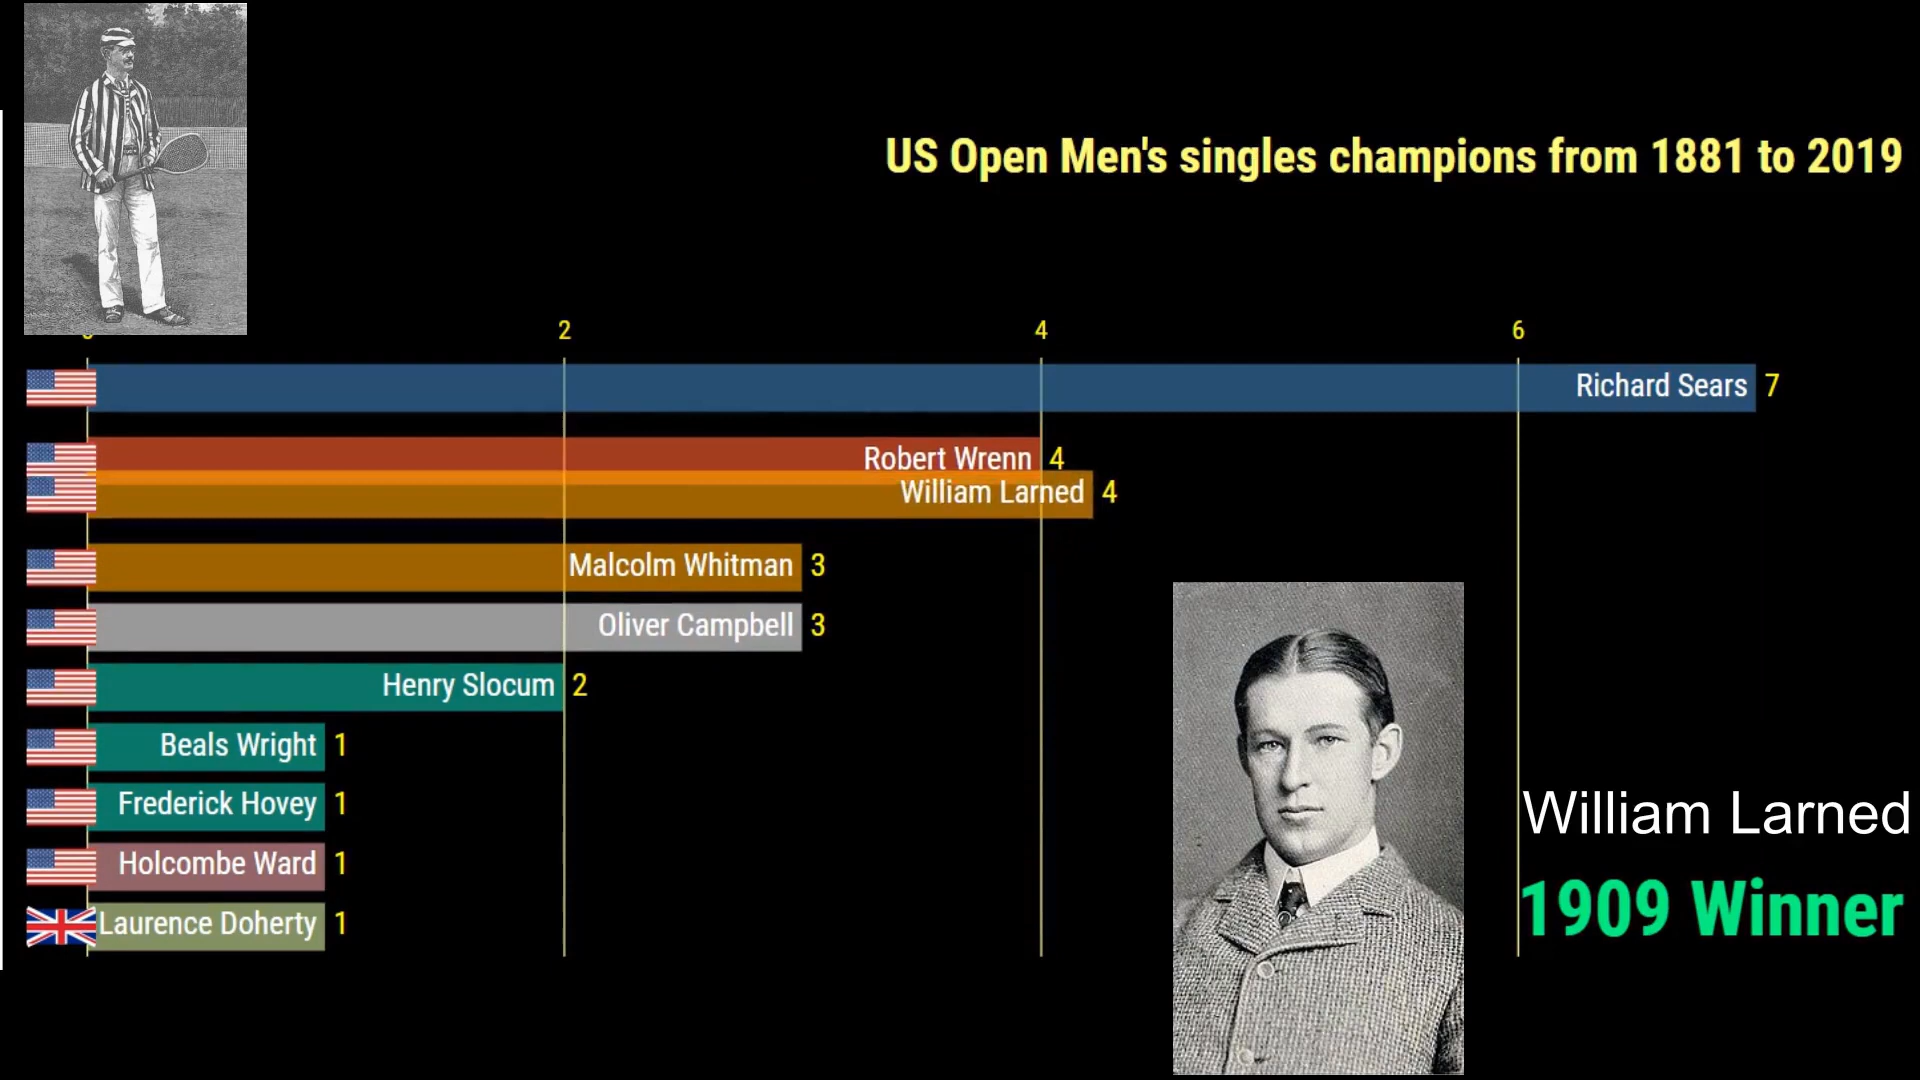 US Open Men's singles champions from 1881 to 2019
2 4 6
Richard Sears 7
Robert Wrenn 4
William Larned 4
Malcolm Whitman 3
Oliver Campbell 3
Henry Slocum 2
Beals Wright 1
Frederick Hovey 1
Holcombe Ward 1
Laurence Doherty 1
William Larned
1909 Winner